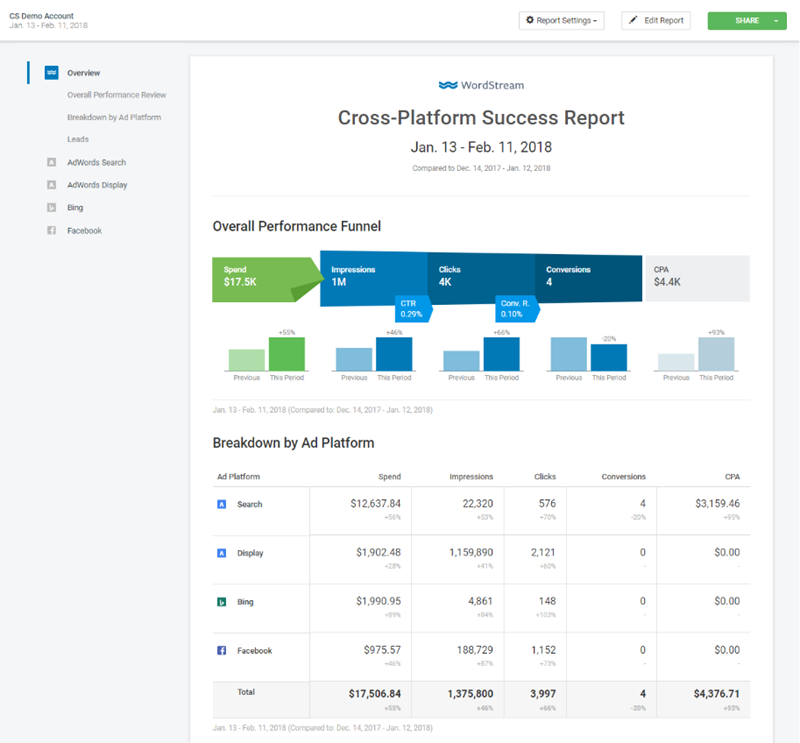 CS Demo Account
Jan. 13 - Feb. 11, 2018
Report Settings
Edit Report
SHARE
Overview
Overall Performance Review
Breakdown by Ad Platform
Leads
AdWords Search
AdWords Display
Bing
Facebook
WordStream
Cross-Platform Success Report
Jan. 13 - Feb. 11, 2018
Compared to Dec. 14, 2017 - Jan. 12, 2018
Overall Performance Funnel
Spend Impressions Clicks Conversions CPA
$17.5K 1M 4K 4 $4.4K
CTR Conv. R.
0.29% 0.10%
+55% +46% +66% -20% +93%
Previous This Period Previous This Period Previous This Period Previous This Period Previous This Period
Jan. 13 - Feb. 11, 2018 (Compared to: Dec. 14, 2017 - Jan. 12, 2018)
Breakdown by Ad Platform
Ad Platform Spend Impressions Clicks Conversions CPA
Search $12,637.84 22,320 576 4 $3,159.46
+56% +53% +70% -20% +95%
Display $1,902.48 1,159,890 2,121 0 $0.00
+28% +41% +60% - -
Bing $1,990.95 4,861 148 0 $0.00
+89% +84% +103% - -
Facebook $975.57 188,729 1,152 0 $0.00
+46% +87% +73% - -
Total $17,506.84 1,375,800 3,997 4 $4,376.71
+55% +46% +66% -20% +93%
Jan. 13 - Feb. 11, 2018 (Compared to: Dec. 14, 2017 - Jan. 12, 2018)